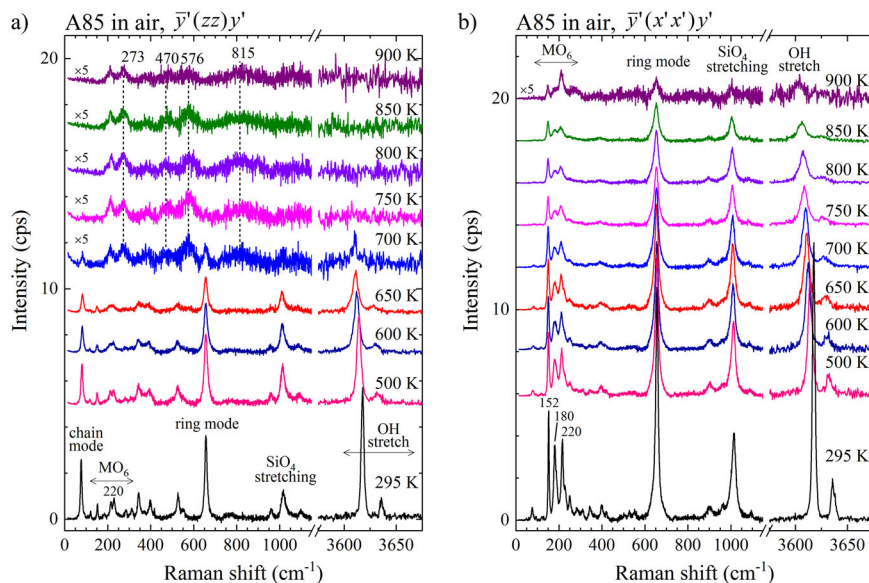 a)
A85 in air, ȳ'(zz)y'
20
10
0
Intensity (cps)
273
470
576
815
×5
900 K
×5
850 K
×5
800 K
×5
750 K
×5
700 K
650 K
600 K
500 K
295 K
chain
mode
MO₆
220
ring mode
SiO₄
stretching
OH
stretch
0 200 400 600 800 1000 3600 3650
Raman shift (cm⁻¹)
b)
A85 in air, ȳ'(x'x')y'
20
10
0
Intensity (cps)
MO₆
ring mode
SiO₄
stretching
OH
stretch
×5
900 K
850 K
800 K
750 K
700 K
650 K
600 K
500 K
152
180
220
295 K
0 200 400 600 800 1000 3600 3650
Raman shift (cm⁻¹)